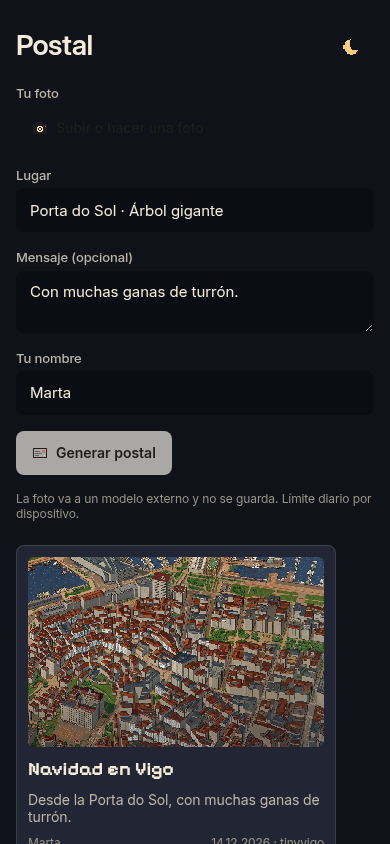 Postal
Tu foto
Subir o hacer una foto
Lugar
Porta do Sol · Árbol gigante
Mensaje (opcional)
Con muchas ganas de turrón.
Tu nombre
Marta
Generar postal
La foto va a un modelo externo y no se guarda. Límite diario por
dispositivo.
Navidad en Vigo
Desde la Porta do Sol, con muchas ganas de
turrón.
Marta
14.12.2026 · tinyvigo